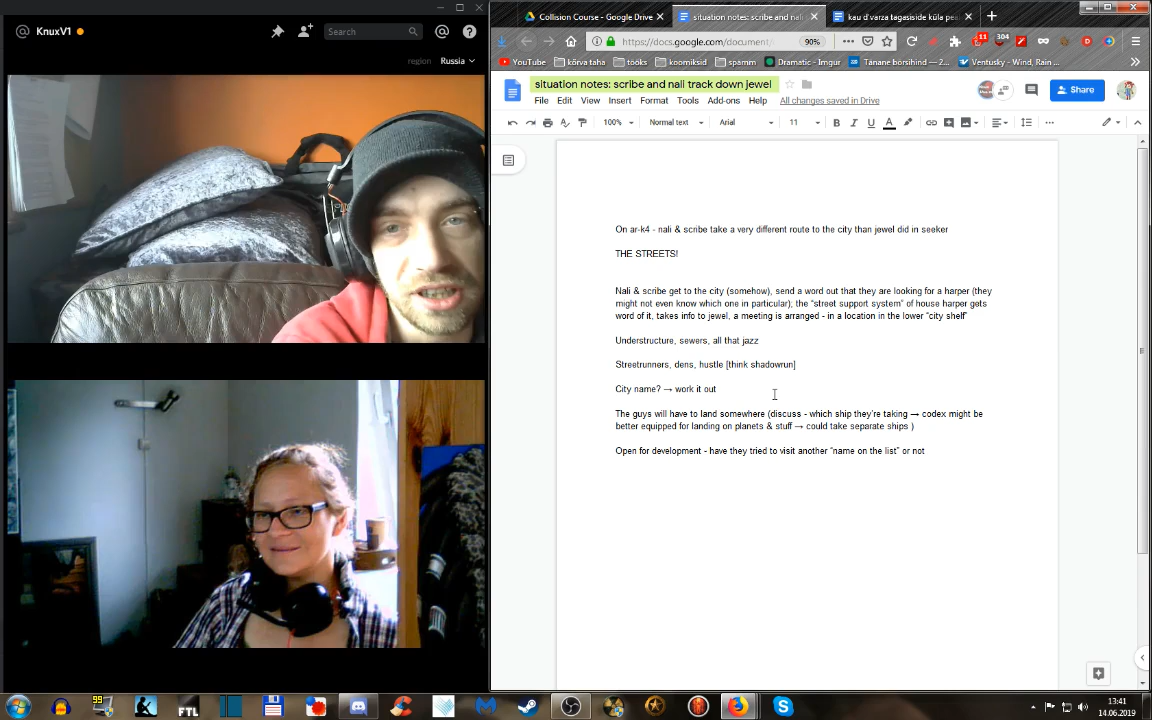 KnuxV1
Search
region
Russia
Collision Course - Google Drive
situation notes: scribe and nali
kau d'varza tagasiside küla pea
https://docs.google.com/document/
90%
11
304
YouTube
kõrva taha
tööks
koomiksid
spämm
Dramatic - Imgur
Tänane börsihind — 2...
Ventusky - Wind, Rain ...
situation notes: scribe and nali track down jewel
File Edit View Insert Format Tools Add-ons Help All changes saved in Drive
Share
100% Normal text Arial 11 B I U A
On ar-k4 - nali & scribe take a very different route to the city than jewel did in seeker
THE STREETS!
Nali & scribe get to the city (somehow), send a word out that they are looking for a harper (they
might not even know which one in particular); the “street support system” of house harper gets
word of it, takes info to jewel, a meeting is arranged - in a location in the lower “city shelf”
Understructure, sewers, all that jazz
Streetrunners, dens, hustle [think shadowrun]
City name? → work it out
The guys will have to land somewhere (discuss - which ship they're taking → codex might be
better equipped for landing on planets & stuff → could take separate ships )
Open for development - have they tried to visit another “name on the list” or not
99
FTL
13:41
14.06.2019